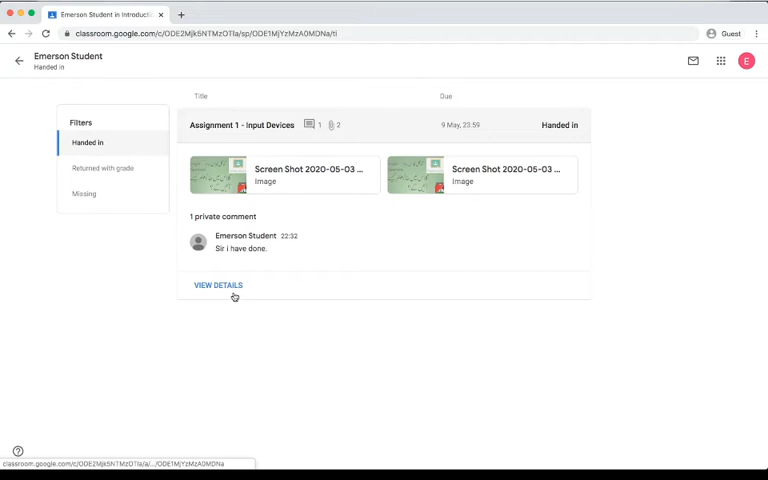 Emerson Student in Introducti
classroom.google.com/c/ODE2Mjk5NTMzOTIa/sp/ODE1MjYzMzA0MDNa/ti
Guest
Emerson Student
Handed in
E
Title
Due
Filters
Handed in
Returned with grade
Missing
Assignment 1 - Input Devices
1
2
9 May, 23:59
Handed in
Screen Shot 2020-05-03 ...
Image
Screen Shot 2020-05-03 ...
Image
1 private comment
Emerson Student 22:32
Sir i have done.
VIEW DETAILS
classroom.google.com/c/ODE2Mjk5NTMzOTIa/a/.../ODE1MjYzMzA0MDNa